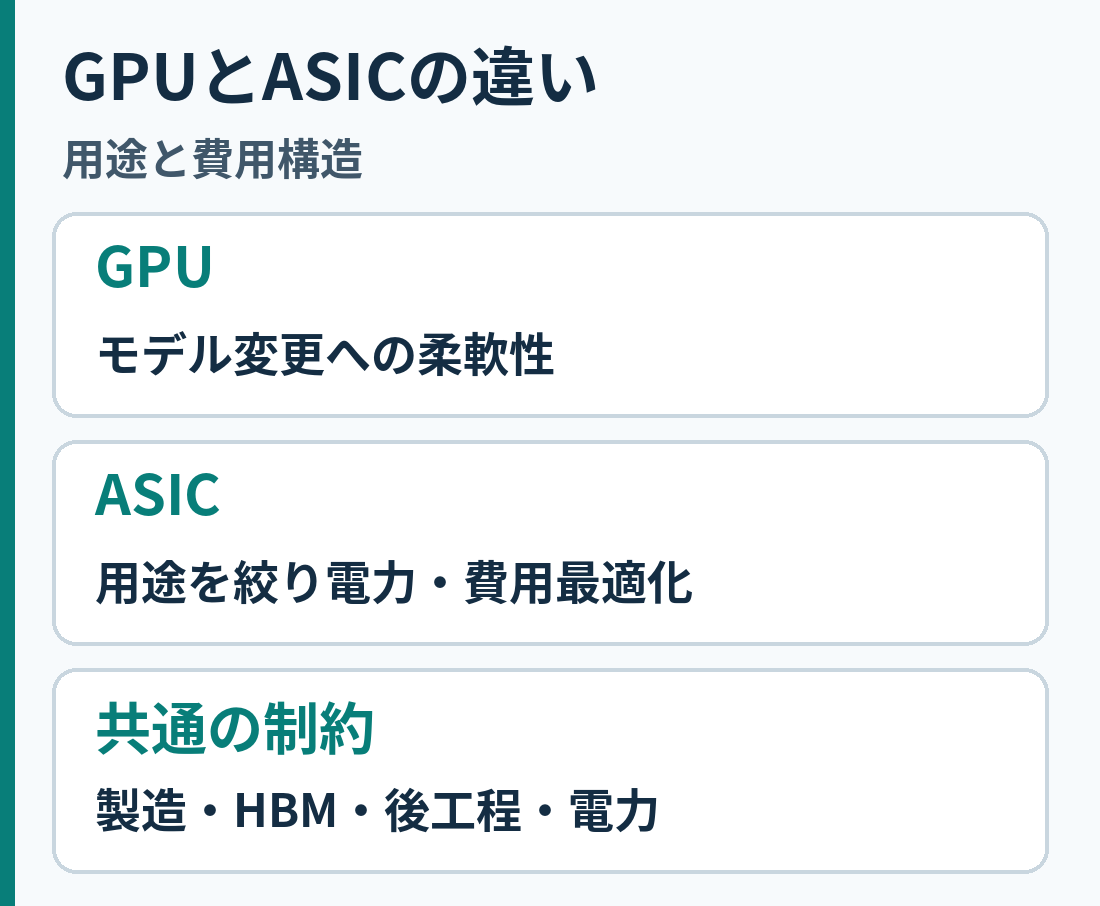 GPUとASICの違い
用途と費用構造
GPU
モデル変更への柔軟性
ASIC
用途を絞り電力・費用最適化
共通の制約
製造・HBM・後工程・電力